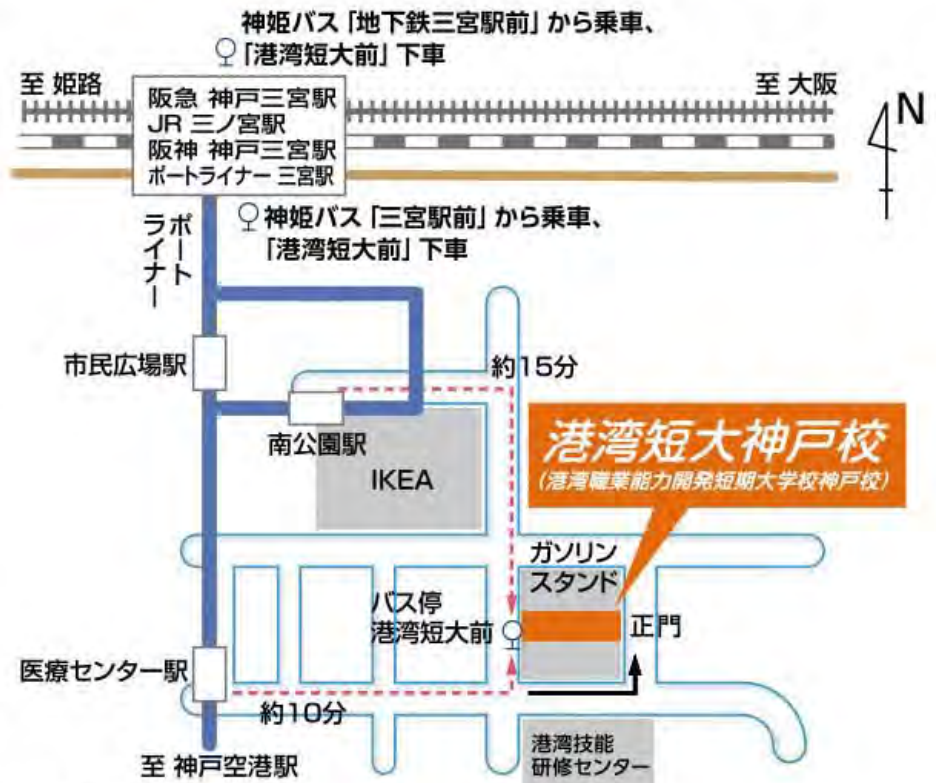 神姫バス「地下鉄三宮駅前」から乗車、
「港湾短大前」下車
至 姫路
至 大阪
阪急 神戸三宮駅
JR 三ノ宮駅
阪神 神戸三宮駅
ポートライナー 三宮駅
N
神姫バス「三宮駅前」から乗車、
「港湾短大前」下車
ポート
ライナー
市民広場駅
約15分
南公園駅
IKEA
港湾短大神戸校
(港湾職業能力開発短期大学校神戸校)
ガソリン
スタンド
バス停
港湾短大前
正門
医療センター駅
約10分
至 神戸空港駅
港湾技能
研修センター